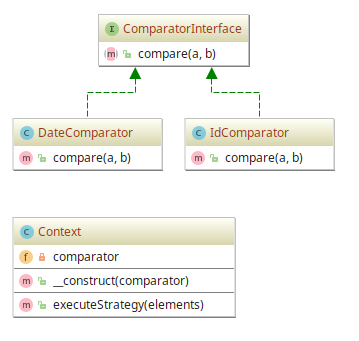 I ComparatorInterface
m compare(a, b)
C DateComparator
m compare(a, b)
C IdComparator
m compare(a, b)
C Context
f comparator
m __construct(comparator)
m executeStrategy(elements)